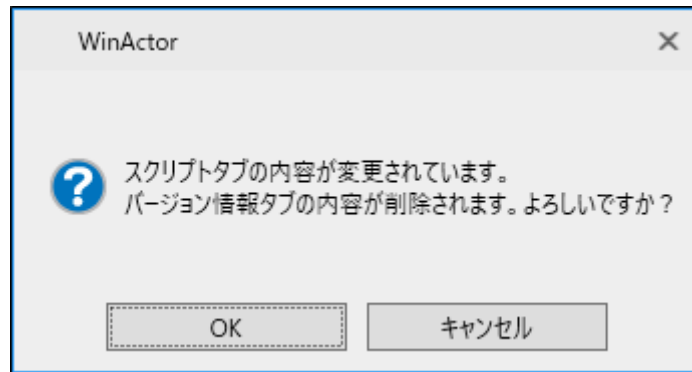 WinActor
スクリプトタブの内容が変更されています。
バージョン情報タブの内容が削除されます。よろしいですか？
OK
キャンセル